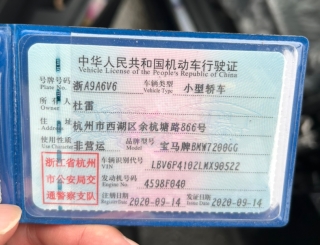 中华人民共和国机动车行驶证
Vehicle License of the People's Republic of China
号牌号码 Plate No. 浙A9A6V6 车辆类型 Vehicle Type 小型轿车
所有人 Owner 杜雷
住址 Address 杭州市西湖区余杭塘路866号
使用性质 Use Character 非营运 品牌型号 Model 宝马牌BMW7200GG
浙江省杭州
市公安局交
通警察支队
车辆识别代号 VIN LBV6P4102LMX90522
发动机号码 Engine No. 4598F040
注册日期 Register Date 2020-09-14 发证日期 Issue Date 2020-09-14